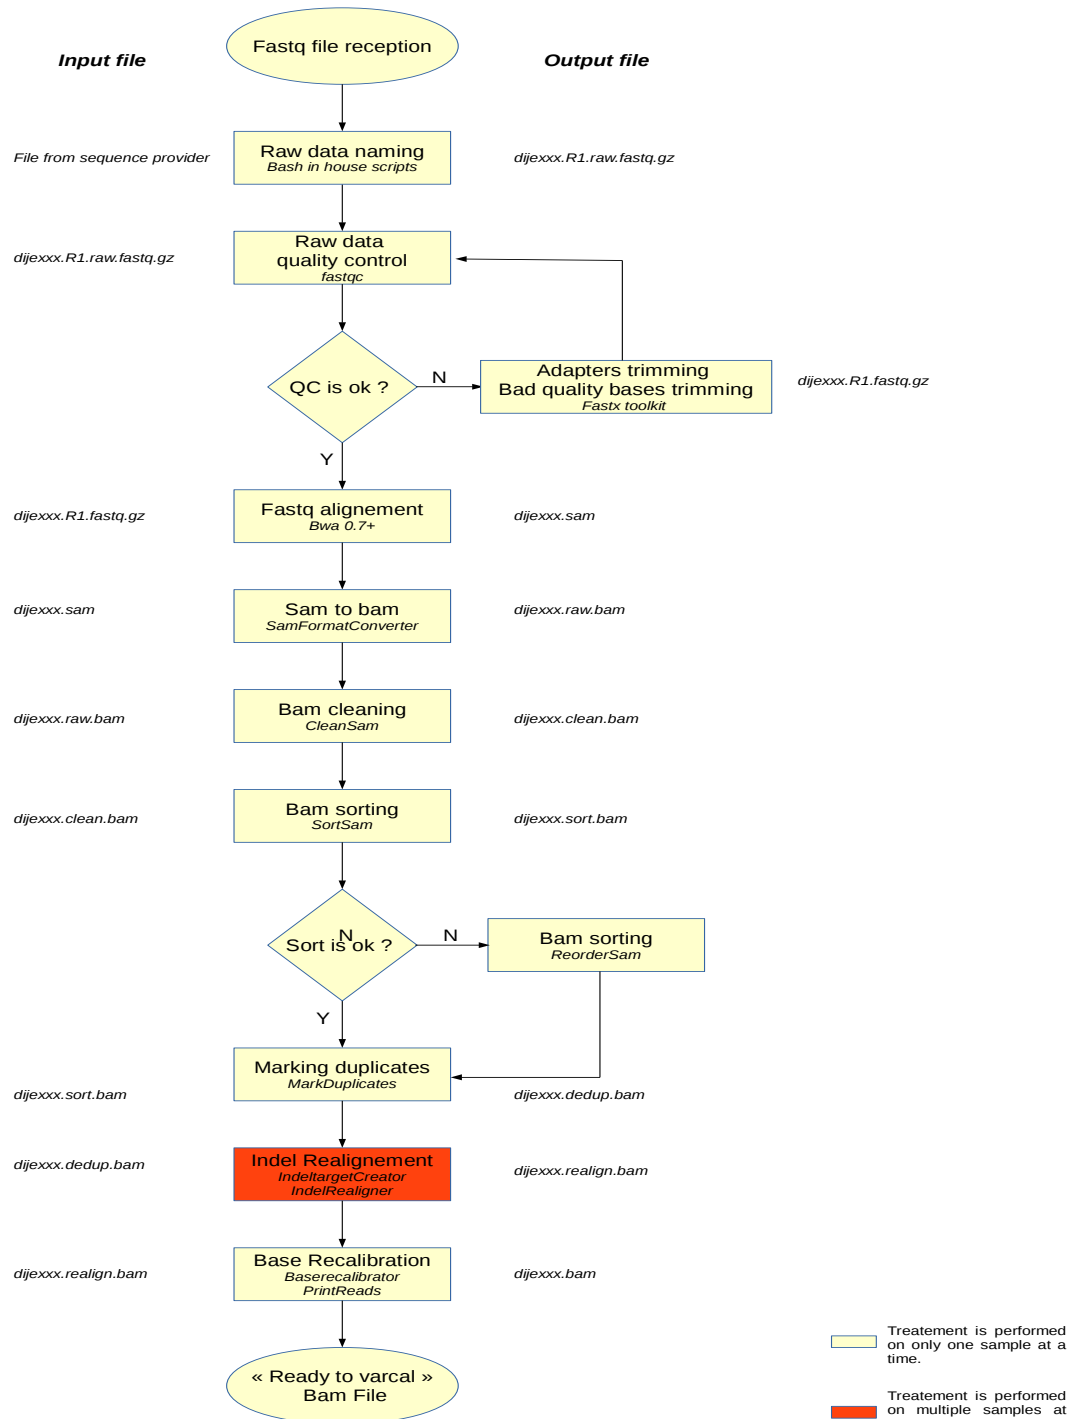 Fastq file reception
Input file
Output file
File from sequence provider
Raw data naming
Bash in house scripts
dijexxx.R1.raw.fastq.gz
dijexxx.R1.raw.fastq.gz
Raw data
quality control
fastqc
QC is ok ?
N
Adapters trimming
Bad quality bases trimming
Fastx toolkit
dijexxx.R1.fastq.gz
Y
dijexxx.R1.fastq.gz
Fastq alignement
Bwa 0.7+
dijexxx.sam
dijexxx.sam
Sam to bam
SamFormatConverter
dijexxx.raw.bam
dijexxx.raw.bam
Bam cleaning
CleanSam
dijexxx.clean.bam
dijexxx.clean.bam
Bam sorting
SortSam
dijexxx.sort.bam
N
Sort is ok ?
N
Bam sorting
ReorderSam
Y
Marking duplicates
MarkDuplicates
dijexxx.sort.bam
dijexxx.dedup.bam
dijexxx.dedup.bam
Indel Realignement
IndeltargetCreator
IndelRealigner
dijexxx.realign.bam
dijexxx.realign.bam
Base Recalibration
Baserecalibrator
PrintReads
dijexxx.bam
« Ready to varcal »
Bam File
Treatement is performed
on only one sample at a
time.
Treatement is performed
on multiple samples at